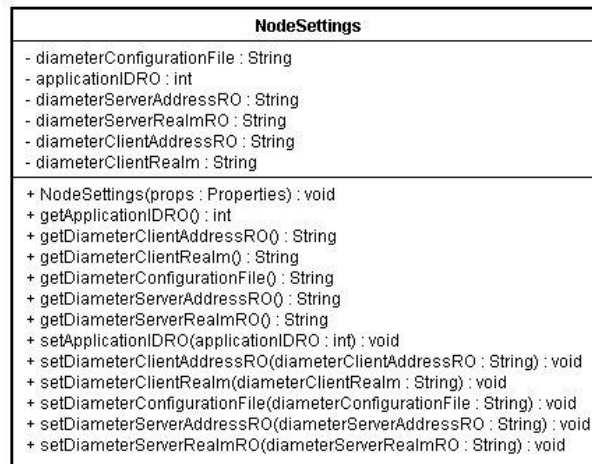 NodeSettings
- diameterConfigurationFile : String
- applicationIDRO : int
- diameterServerAddressRO : String
- diameterServerRealmRO : String
- diameterClientAddressRO : String
- diameterClientRealm : String
+ NodeSettings(props : Properties) : void
+ getApplicationIDRO() : int
+ getDiameterClientAddressRO() : String
+ getDiameterClientRealm() : String
+ getDiameterConfigurationFile() : String
+ getDiameterServerAddressRO() : String
+ getDiameterServerRealmRO() : String
+ setApplicationIDRO(applicationIDRO : int) : void
+ setDiameterClientAddressRO(diameterClientAddressRO : String) : void
+ setDiameterClientRealm(diameterClientRealm : String) : void
+ setDiameterConfigurationFile(diameterConfigurationFile : String) : void
+ setDiameterServerAddressRO(diameterServerAddressRO : String) : void
+ setDiameterServerRealmRO(diameterServerRealmRO : String) : void